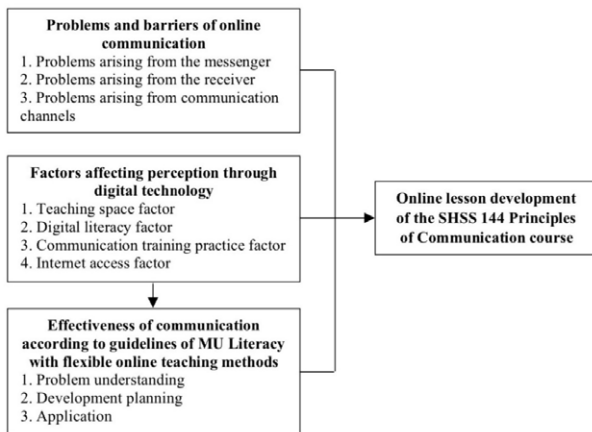 Problems and barriers of online
communication
1. Problems arising from the messenger
2. Problems arising from the receiver
3. Problems arising from communication
channels
Factors affecting perception through
digital technology
1. Teaching space factor
2. Digital literacy factor
3. Communication training practice factor
4. Internet access factor
Effectiveness of communication
according to guidelines of MU Literacy
with flexible online teaching methods
1. Problem understanding
2. Development planning
3. Application
Online lesson development
of the SHSS 144 Principles
of Communication course